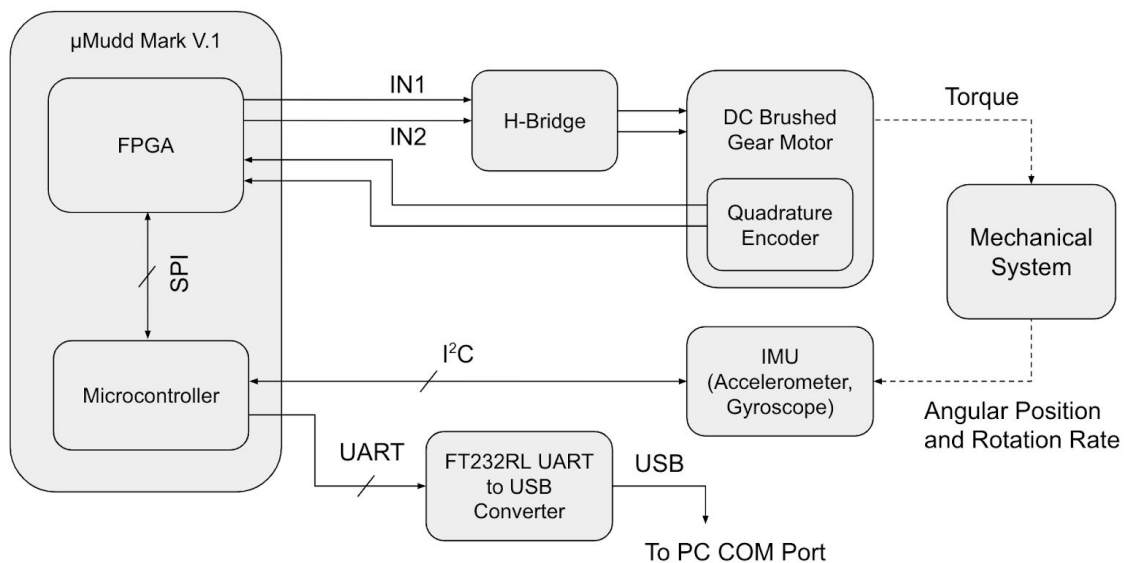 µMudd Mark V.1
FPGA
IN1
IN2
H-Bridge
DC Brushed
Gear Motor
Quadrature
Encoder
Torque
Mechanical
System
SPI
Microcontroller
I²C
IMU
(Accelerometer,
Gyroscope)
Angular Position
and Rotation Rate
UART
FT232RL UART
to USB
Converter
USB
To PC COM Port